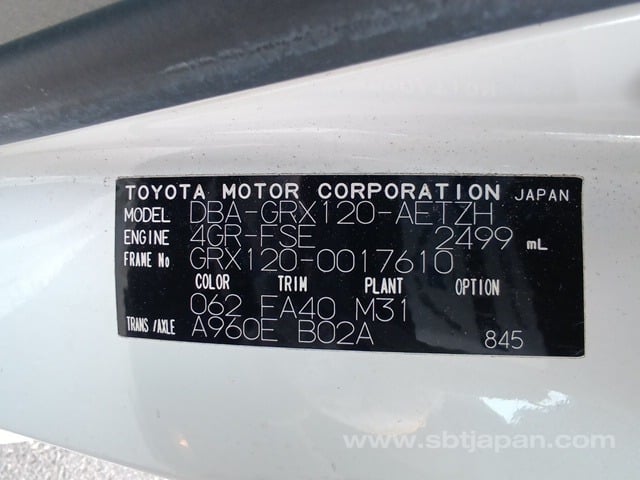 TOYOTA MOTOR CORPORATION JAPAN
MODEL DBA-GRX120-AETZH
ENGINE 4GR-FSE 2499 mL
FRAME No GRX120-0017610
COLOR TRIM PLANT OPTION
062 FA40 M31
TRANS/AXLE A960E B02A 845
www.sbtjapan.com